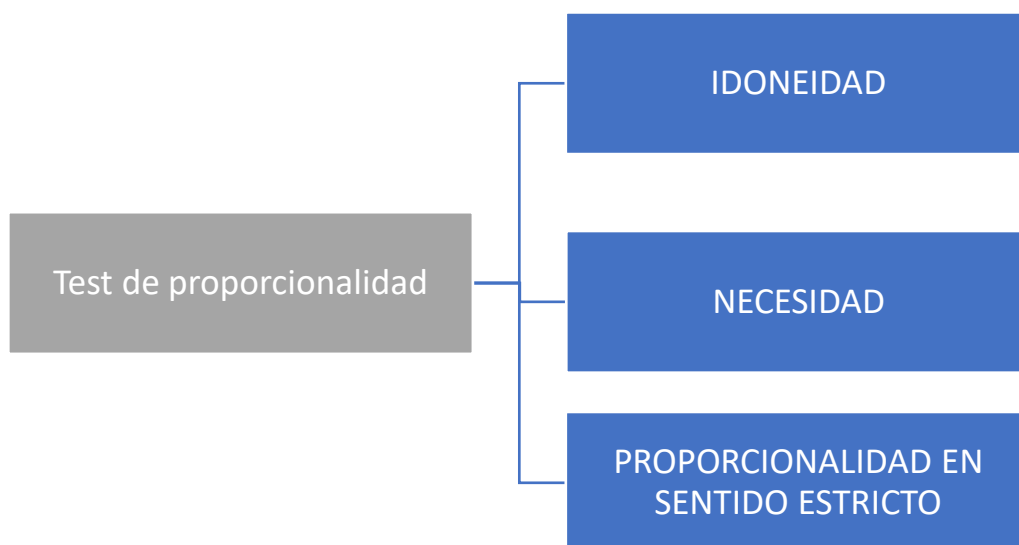 IDONEIDAD
Test de proporcionalidad
NECESIDAD
PROPORCIONALIDAD EN
SENTIDO ESTRICTO